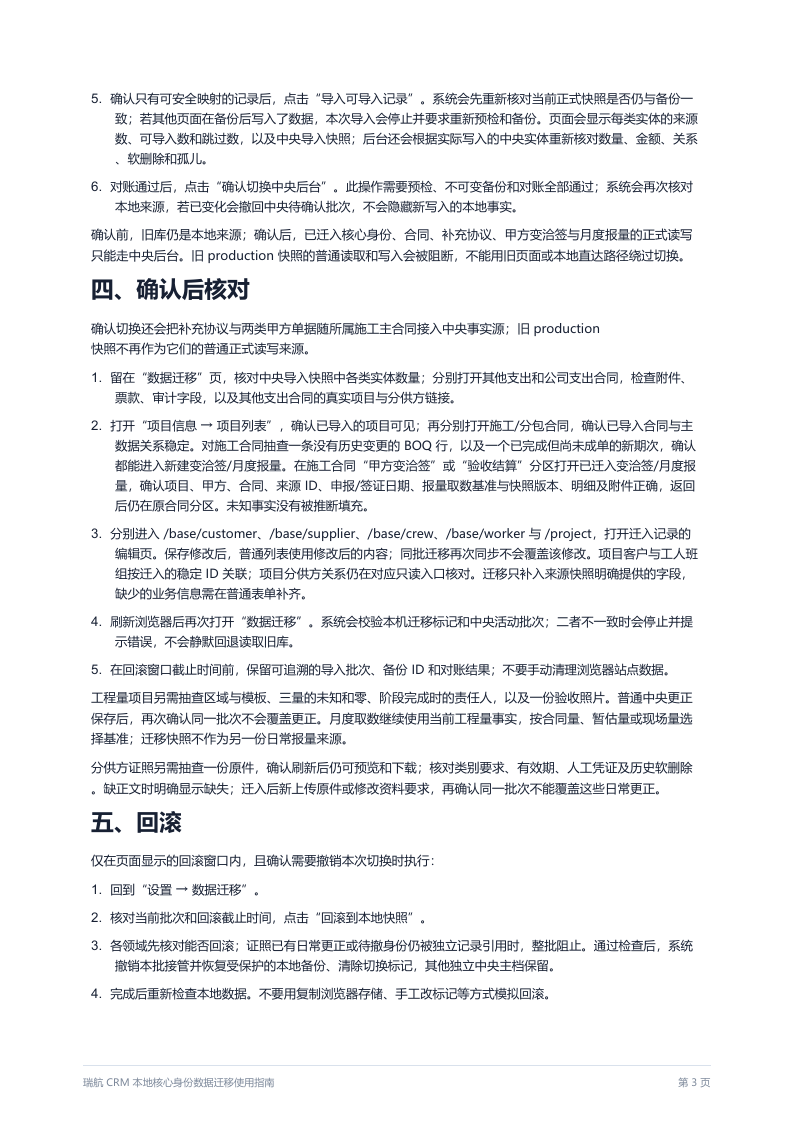 5. 确认只有可安全映射的记录后，点击“导入可导入记录”。系统会先重新核对当前正式快照是否仍与备份一
致；若其他页面在备份后写入了数据，本次导入会停止并要求重新预检和备份。页面会显示每类实体的来源
数、可导入数和跳过数，以及中央导入快照；后台还会根据实际写入的中央实体重新核对数量、金额、关系
、软删除和孤儿。
6. 对账通过后，点击“确认切换中央后台”。此操作需要预检、不可变备份和对账全部通过；系统会再次核对
本地来源，若已变化会撤回中央待确认批次，不会隐藏新写入的本地事实。
确认前，旧库仍是本地来源；确认后，已迁入核心身份、合同、补充协议、甲方变洽签与月度报量的正式读写
只能走中央后台。旧 production 快照的普通读取和写入会被阻断，不能用旧页面或本地直达路径绕过切换。
四、确认后核对
确认切换还会把补充协议与两类甲方单据随所属施工主合同接入中央事实源；旧 production
快照不再作为它们的普通正式读写来源。
1. 留在“数据迁移”页，核对中央导入快照中各类实体数量；分别打开其他支出和公司支出合同，检查附件、
票款、审计字段，以及其他支出合同的真实项目与分供方链接。
2. 打开“项目信息 → 项目列表”，确认已导入的项目可见；再分别打开施工/分包合同，确认已导入合同与主
数据关系稳定。对施工合同抽查一条没有历史变更的 BOQ 行，以及一个已完成但尚未成单的新期次，确认
都能进入新建变洽签/月度报量。在施工合同“甲方变洽签”或“验收结算”分区打开已迁入变洽签/月度报
量，确认项目、甲方、合同、来源 ID、申报/签证日期、报量取数基准与快照版本、明细及附件正确，返回
后仍在原合同分区。未知事实没有被推断填充。
3. 分别进入 /base/customer、/base/supplier、/base/crew、/base/worker 与 /project，打开迁入记录的
编辑页。保存修改后，普通列表使用修改后的内容；同批迁移再次同步不会覆盖该修改。项目客户与工人班
组按迁入的稳定 ID 关联；项目分供方关系仍在对应只读入口核对。迁移只补入来源快照明确提供的字段，
缺少的业务信息需在普通表单补齐。
4. 刷新浏览器后再次打开“数据迁移”。系统会校验本机迁移标记和中央活动批次；二者不一致时会停止并提
示错误，不会静默回退读取旧库。
5. 在回滚窗口截止时间前，保留可追溯的导入批次、备份 ID 和对账结果；不要手动清理浏览器站点数据。
工程量项目另需抽查区域与模板、三量的未知和零、阶段完成时的责任人，以及一份验收照片。普通中央更正
保存后，再次确认同一批次不会覆盖更正。月度取数继续使用当前工程量事实，按合同量、暂估量或现场量选
择基准；迁移快照不作为另一份日常报量来源。
分供方证照另需抽查一份原件，确认刷新后仍可预览和下载；核对类别要求、有效期、人工凭证及历史软删除
。缺正文时明确显示缺失；迁入后新上传原件或修改资料要求，再确认同一批次不能覆盖这些日常更正。
五、回滚
仅在页面显示的回滚窗口内，且确认需要撤销本次切换时执行：
1. 回到“设置 → 数据迁移”。
2. 核对当前批次和回滚截止时间，点击“回滚到本地快照”。
3. 各领域先核对能否回滚；证照已有日常更正或待撤身份仍被独立记录引用时，整批阻止。通过检查后，系统
撤销本批接管并恢复受保护的本地备份、清除切换标记，其他独立中央主档保留。
4. 完成后重新检查本地数据。不要用复制浏览器存储、手工改标记等方式模拟回滚。
瑞航 CRM 本地核心身份数据迁移使用指南
第 3 页